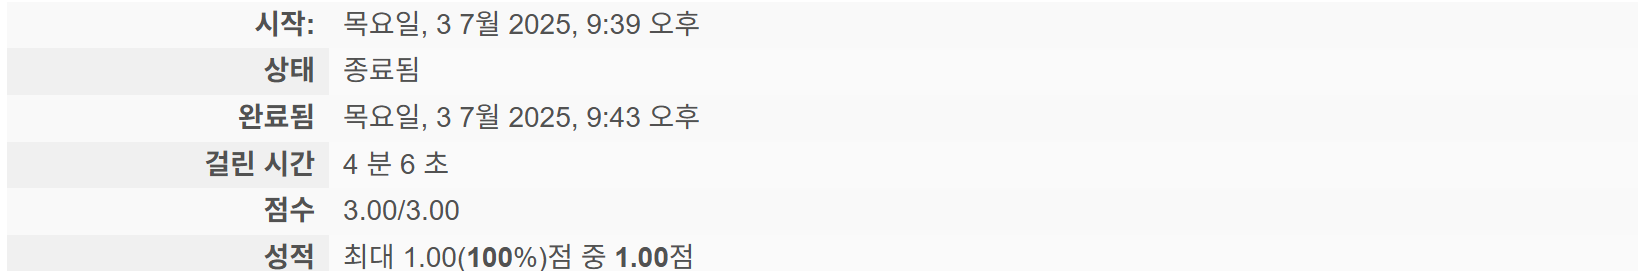 시작: 목요일, 3 7월 2025, 9:39 오후
상태 종료됨
완료됨 목요일, 3 7월 2025, 9:43 오후
걸린 시간 4 분 6 초
점수 3.00/3.00
성적 최대 1.00(100%)점 중 1.00점